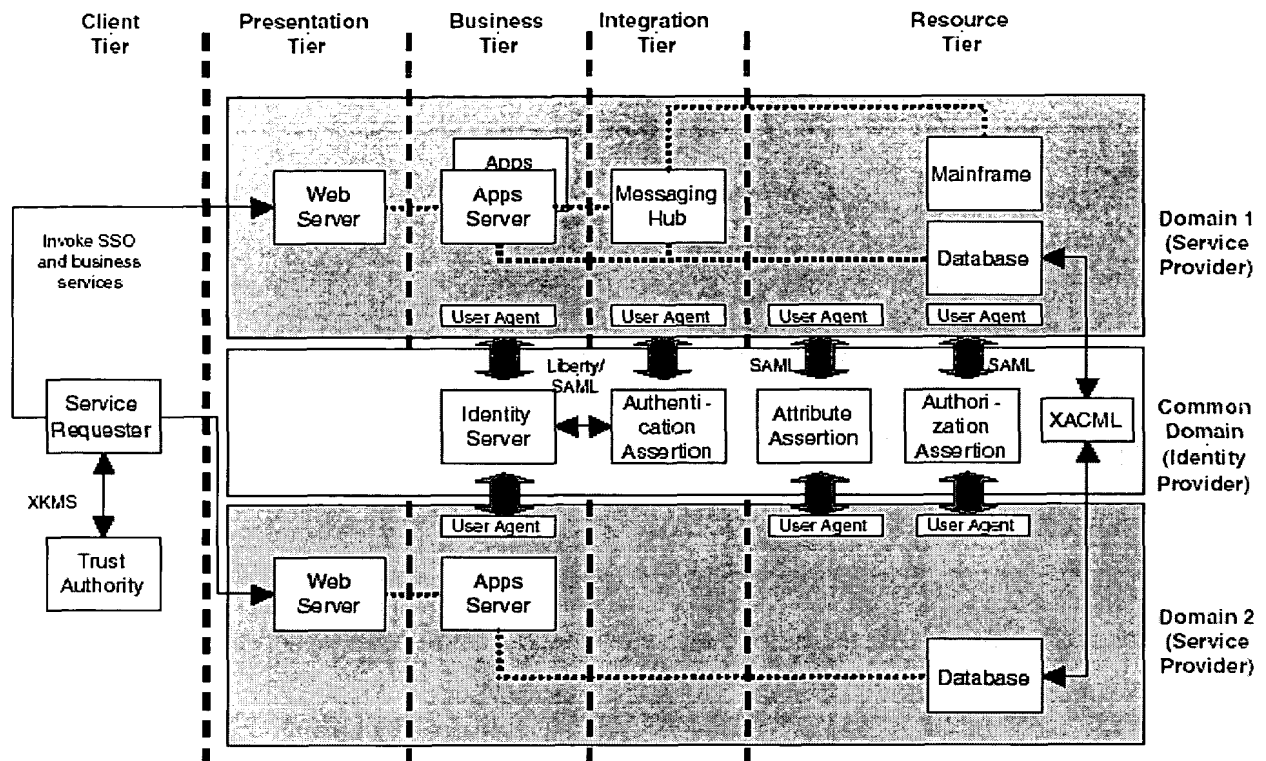 Client
Tier
Presentation
Tier
Business
Tier
Integration
Tier
Resource
Tier
Apps
Web
Server
Apps
Server
Messaging
Hub
Mainframe
Database
Invoke SSO
and business
services
Domain 1
(Service
Provider)
User Agent
User Agent
User Agent
User Agent
Liberty/
SAML
SAML
SAML
Service
Requester
Identity
Server
Authenti-
cation
Assertion
Attribute
Assertion
Authori-
zation
Assertion
XACML
Common
Domain
(Identity
Provider)
XKMS
Trust
Authority
User Agent
User Agent
User Agent
Web
Server
Apps
Server
Database
Domain 2
(Service
Provider)